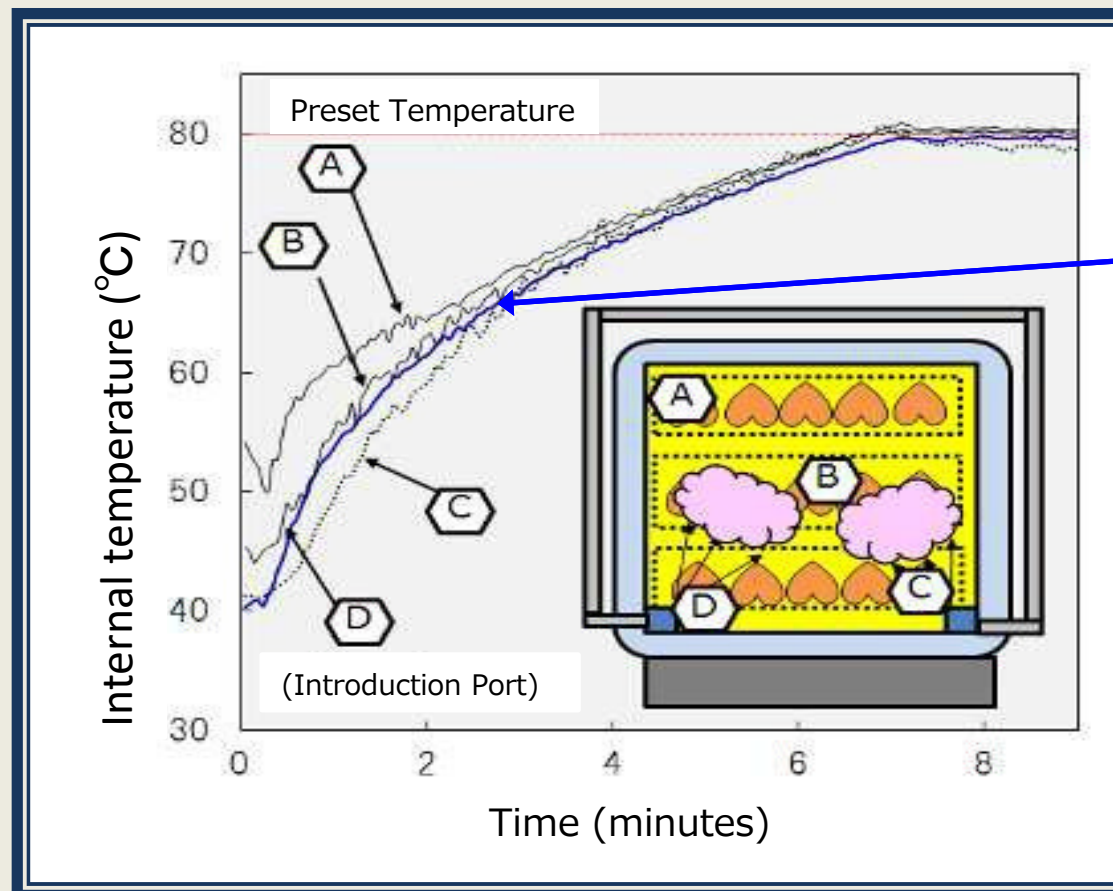 Preset Temperature
80
A
B
70
60
50
C
40
D
(Introduction Port)
30
0
2
4
6
8
Internal temperature (℃)
Time (minutes)
A
B
C
D